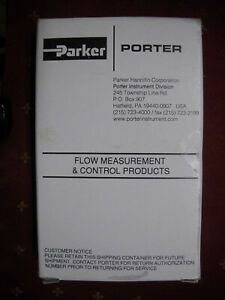 Parker
PORTER
Parker Hannifin Corporation
Porter Instrument Division
245 Township Line Rd.
P.O. Box 907
Hatfield, PA 19440-0907 USA
(215) 723-4000 / fax (215) 723-2199
www.porterinstrument.com
FLOW MEASUREMENT
& CONTROL PRODUCTS
CUSTOMER NOTICE
PLEASE RETAIN THIS SHIPPING CONTAINER FOR FUTURE
SHIPMENT. CONTACT PORTER FOR RETURN AUTHORIZATION
NUMBER PRIOR TO RETURNING FOR SERVICE